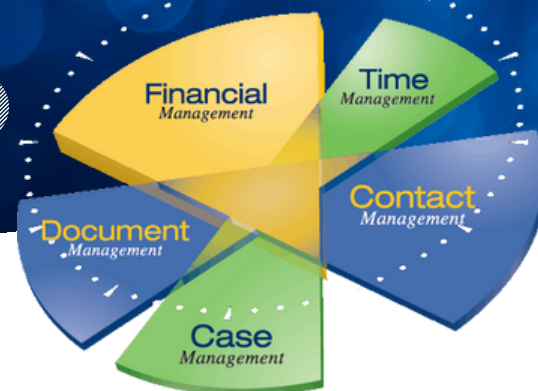 Financial
Management
Time
Management
Contact
Management
Document
Management
Case
Management